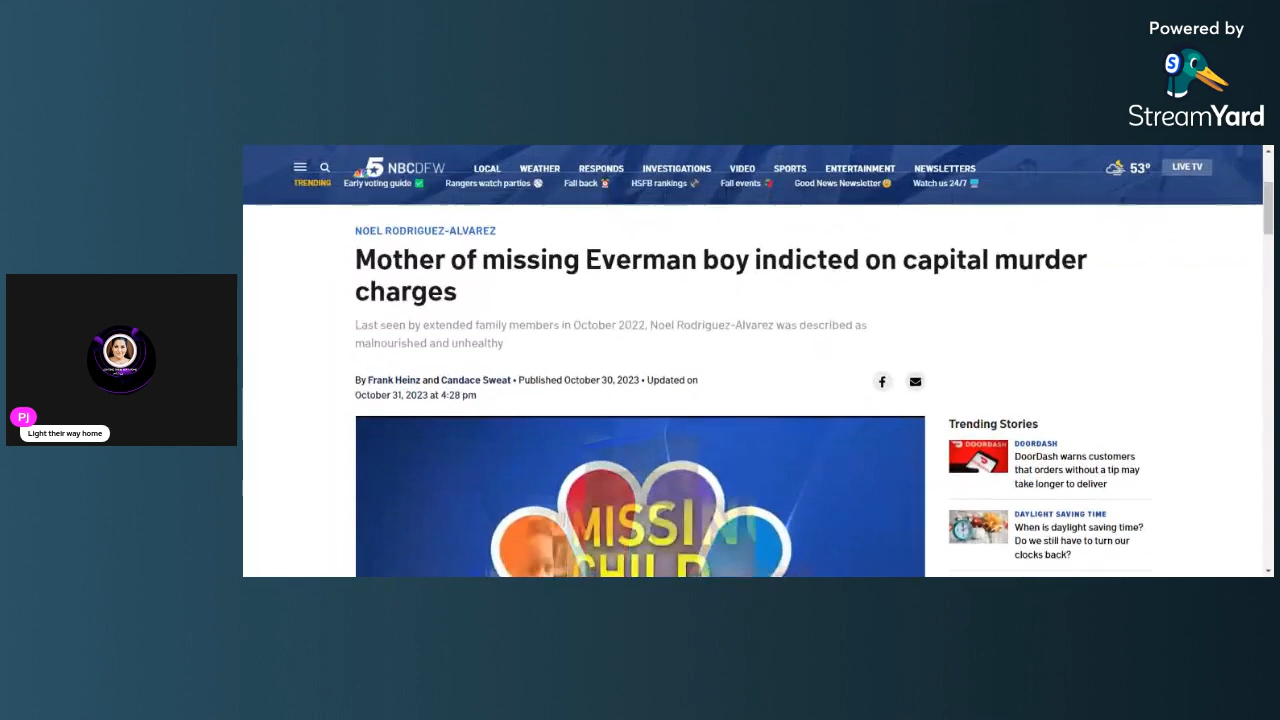 Powered by
StreamYard
5 NBCDFW
LOCAL WEATHER RESPONDS INVESTIGATIONS VIDEO SPORTS ENTERTAINMENT NEWSLETTERS
53° LIVE TV
TRENDING Early voting guide Rangers watch parties Fall back HSFB rankings Fall events Good News Newsletter Watch us 24/7
NOEL RODRIGUEZ-ALVAREZ
Mother of missing Everman boy indicted on capital murder
charges
Last seen by extended family members in October 2022, Noel Rodriguez-Alvarez was described as
malnourished and unhealthy
By Frank Heinz and Candace Sweat • Published October 30, 2023 • Updated on
October 31, 2023 at 4:28 pm
MISSING
CHILD
Trending Stories
DOORDASH
DOORDASH
DoorDash warns customers
that orders without a tip may
take longer to deliver
DAYLIGHT SAVING TIME
When is daylight saving time?
Do we still have to turn our
clocks back?
Pj
Light their way home